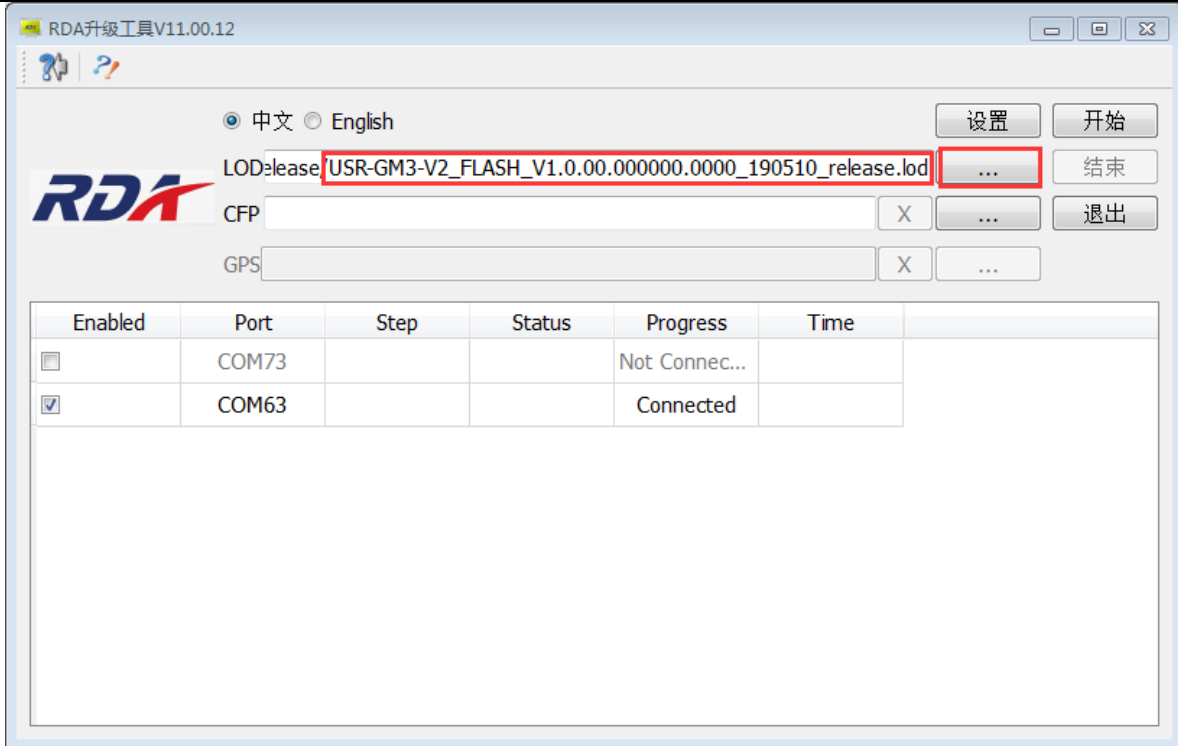 RDA升级工具V11.00.12
中文 English 设置 开始
LOD elease/USR-GM3-V2_FLASH_V1.0.00.000000.0000_190510_release.lod ... 结束
RDA
CFP X ... 退出
GPS X ...
Enabled Port Step Status Progress Time
COM73 Not Connec...
COM63 Connected